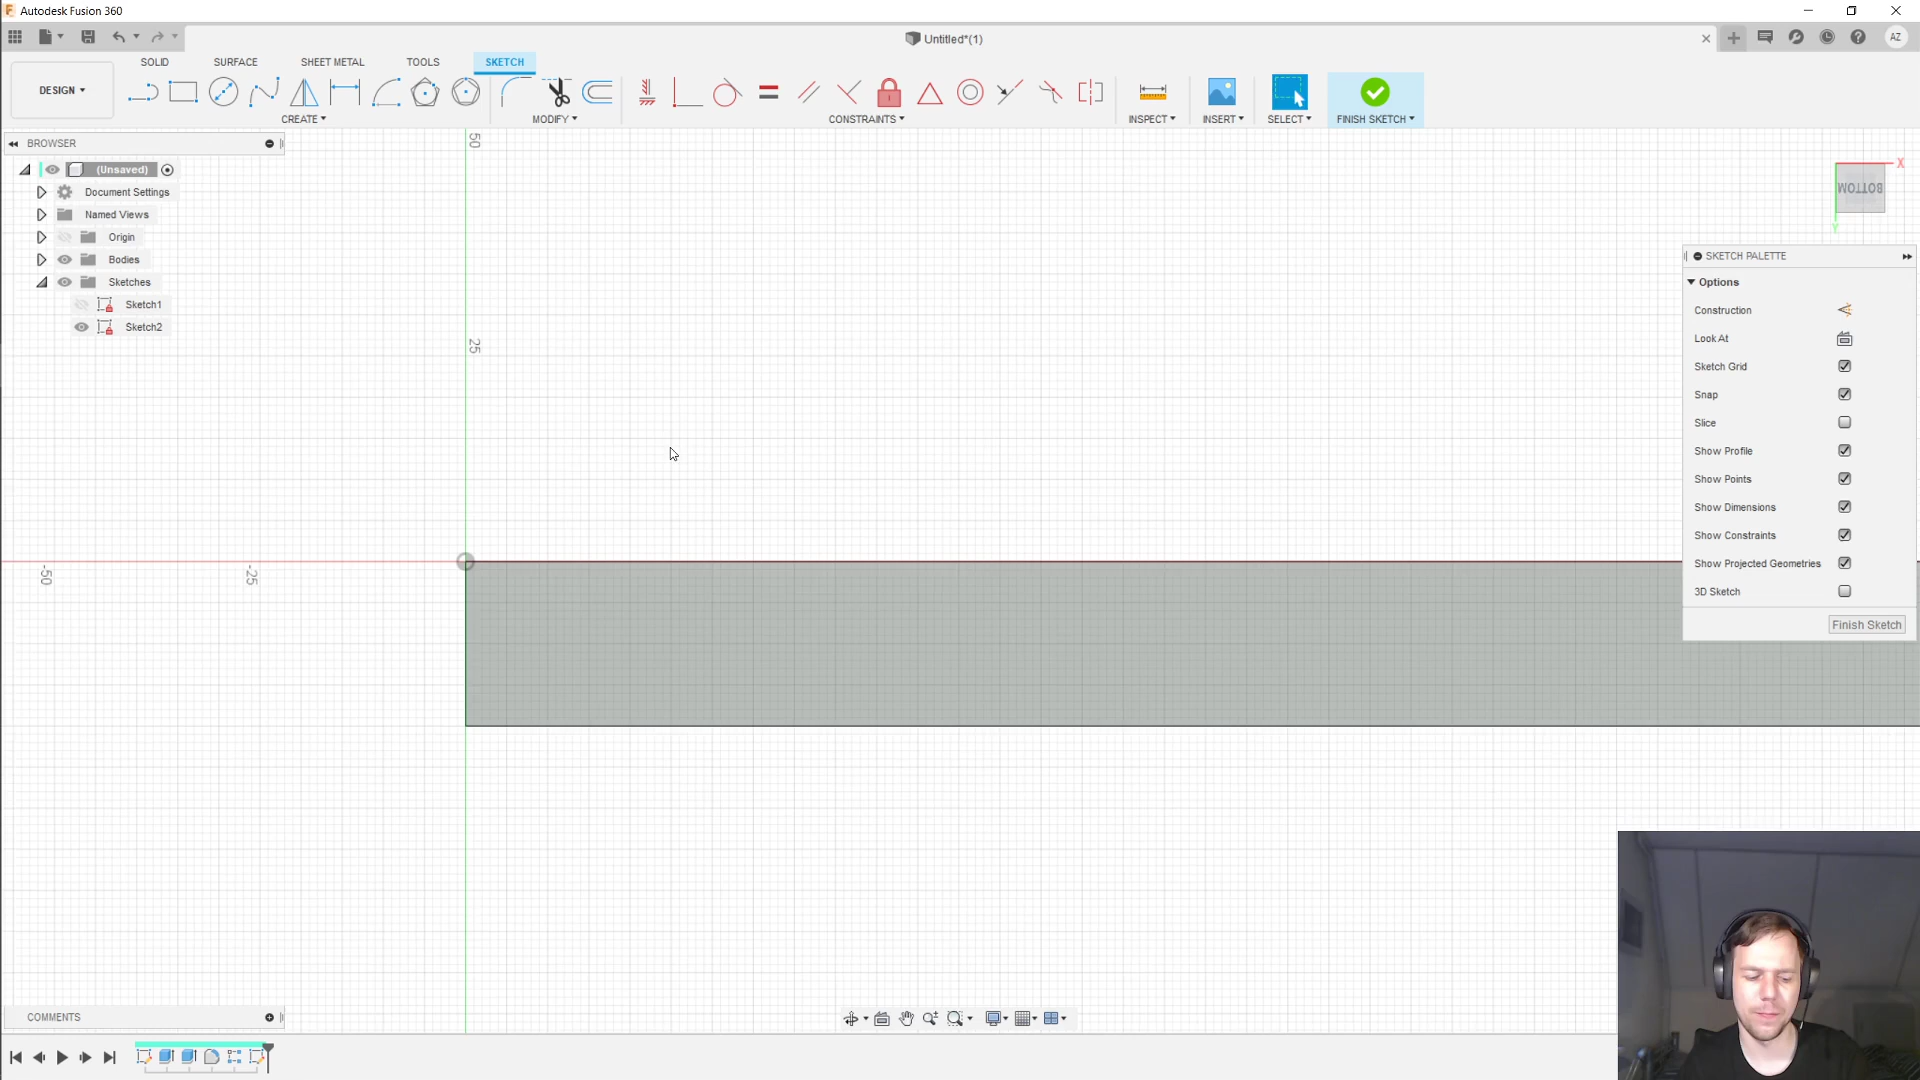 Autodesk Fusion 360
Untitled*(1)
AZ
SOLID SURFACE SHEET METAL TOOLS SKETCH
DESIGN
CREATE MODIFY CONSTRAINTS INSPECT INSERT SELECT FINISH SKETCH
BROWSER
(Unsaved)
Document Settings
Named Views
Origin
Bodies
Sketches
Sketch1
Sketch2
50
25
-50
-25
X
BOTTOM
Y
SKETCH PALETTE
Options
Construction
Look At
Sketch Grid
Snap
Slice
Show Profile
Show Points
Show Dimensions
Show Constraints
Show Projected Geometries
3D Sketch
Finish Sketch
COMMENTS